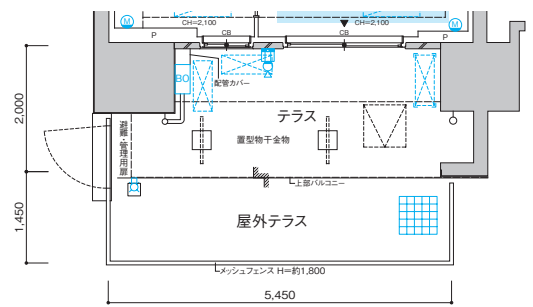 CH=2,100
CH=2,100
M
M
P
CB
CB
P
BO
配管カバー
2,000
テラス
避難・管理用扉
置型物干金物
上部バルコニー
1,450
屋外テラス
メッシュフェンス H=約1,800
5,450